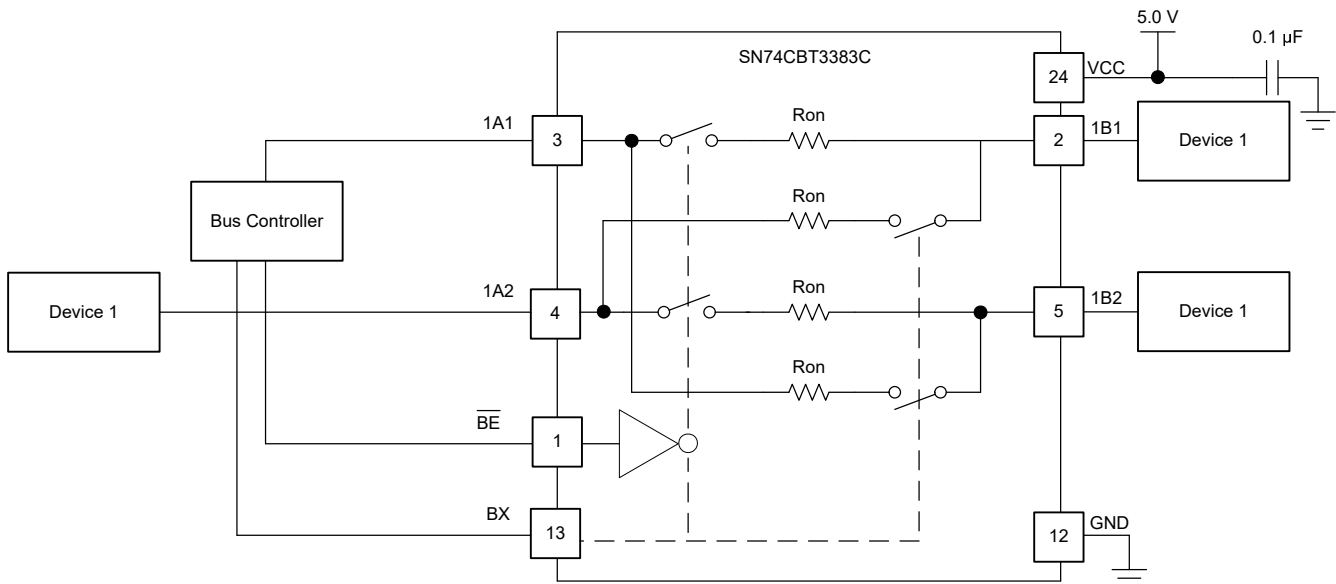 5.0 V
0.1 µF
SN74CBT3383C
24
VCC
1A1
3
Ron
2
1B1
Device 1
Bus Controller
Ron
Device 1
1A2
4
Ron
5
1B2
Device 1
Ron
B̅E̅
1
BX
13
12
GND